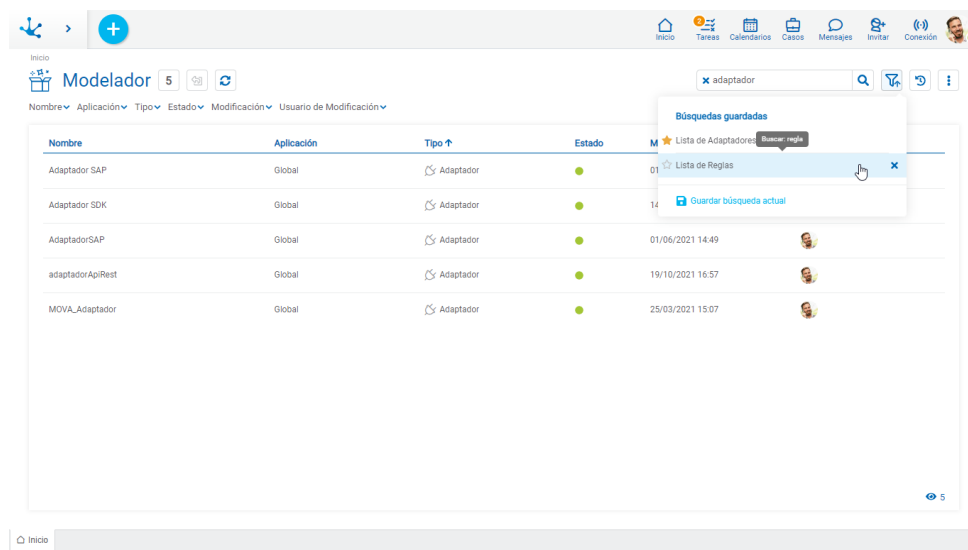 2
Inicio Tareas Calendarios Casos Mensajes Invitar Conexión
Inicio
Modelador 5
adaptador
Nombre Aplicación Tipo Estado Modificación Usuario de Modificación
Búsquedas guardadas
Lista de Adaptadores
Buscar: regla
Lista de Reglas
Guardar búsqueda actual
Nombre Aplicación Tipo Estado M
Adaptador SAP Global Adaptador 01
Adaptador SDK Global Adaptador 14
AdaptadorSAP Global Adaptador 01/06/2021 14:49
adaptadorApiRest Global Adaptador 19/10/2021 16:57
MOVA_Adaptador Global Adaptador 25/03/2021 15:07
5
Inicio